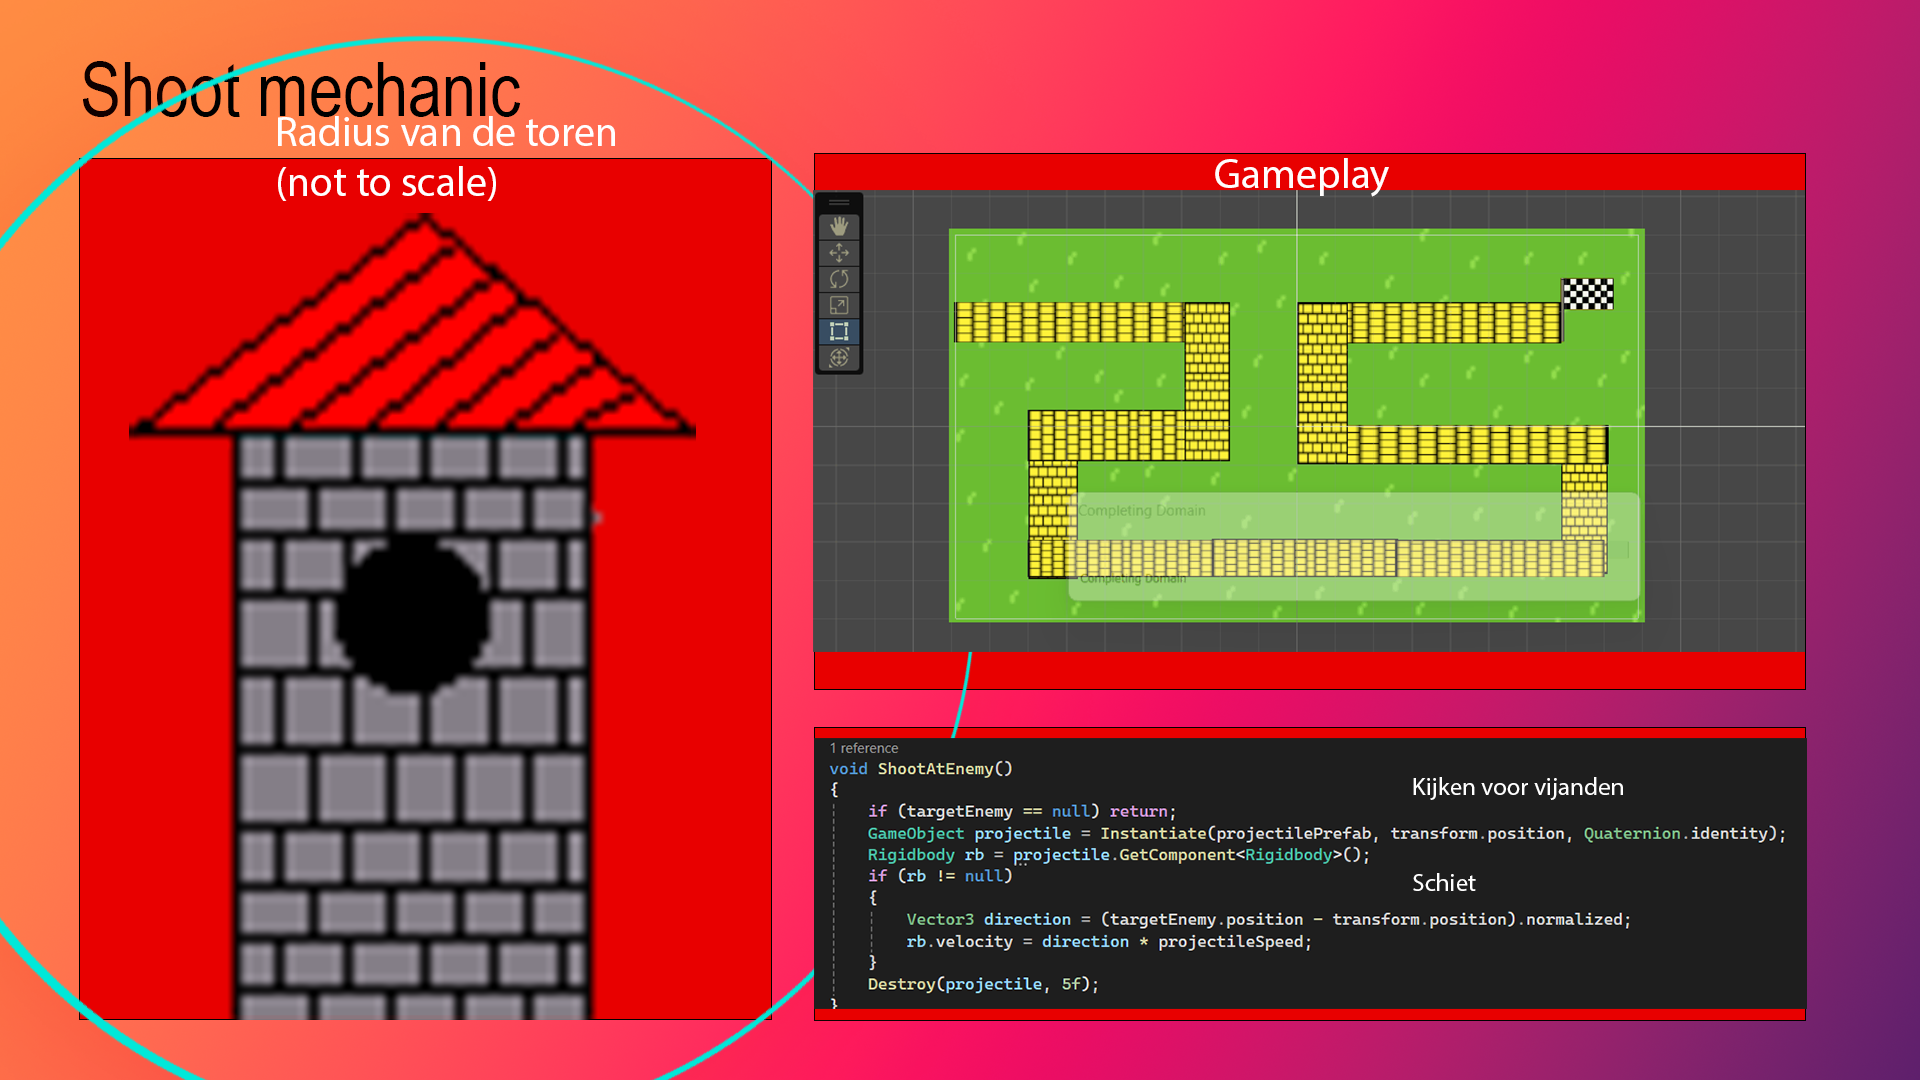 Shoot mechanic
Radius van de toren
(not to scale)
Gameplay
Completing Domain
Completing Domain
1 reference
void ShootAtEnemy()
{
if (targetEnemy == null) return;
GameObject projectile = Instantiate(projectilePrefab, transform.position, Quaternion.identity);
Rigidbody rb = projectile.GetComponent<Rigidbody>();
if (rb != null)
{
Vector3 direction = (targetEnemy.position - transform.position).normalized;
rb.velocity = direction * projectileSpeed;
}
Destroy(projectile, 5f);
}
Kijken voor vijanden
Schiet